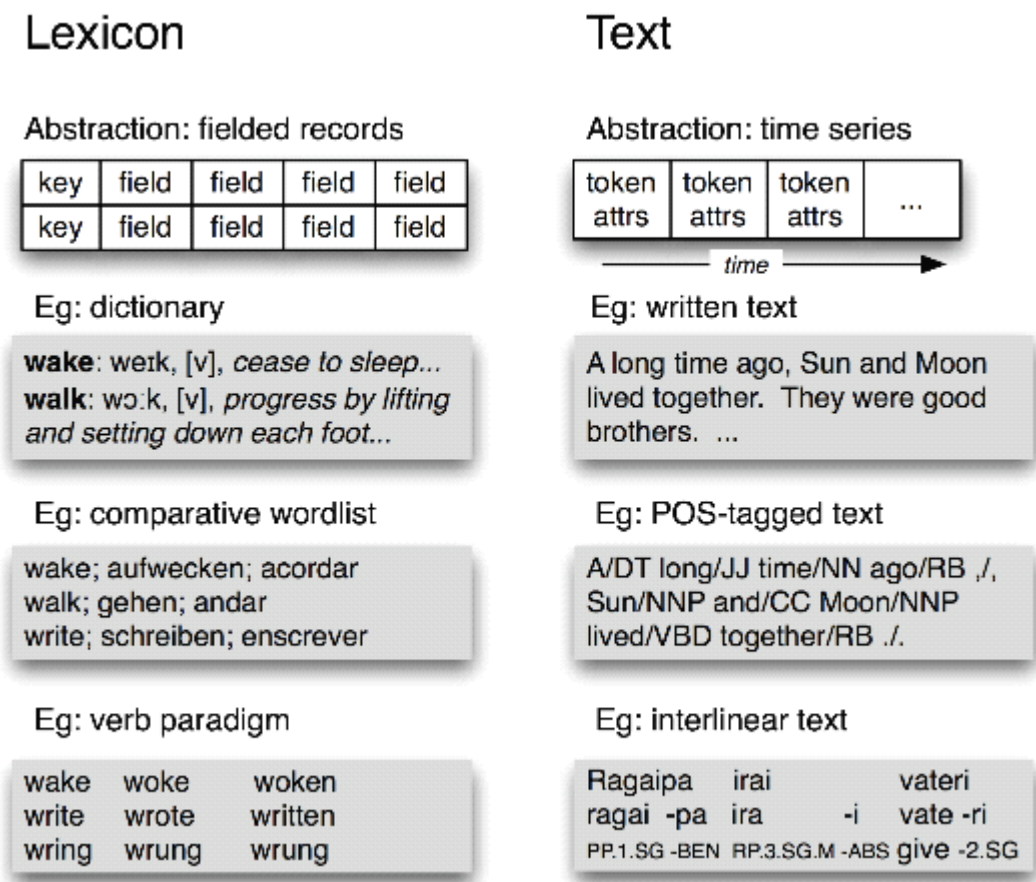 Lexicon
Abstraction: fielded records
key field field field field
key field field field field
Eg: dictionary
wake: weɪk, [v], cease to sleep...
walk: wɔːk, [v], progress by lifting
and setting down each foot...
Eg: comparative wordlist
wake; aufwecken; acordar
walk; gehen; andar
write; schreiben; enscrever
Eg: verb paradigm
wake woke woken
write wrote written
wring wrung wrung
Text
Abstraction: time series
token token token
attrs attrs attrs ...
time
Eg: written text
A long time ago, Sun and Moon
lived together. They were good
brothers. ...
Eg: POS-tagged text
A/DT long/JJ time/NN ago/RB ,/,
Sun/NNP and/CC Moon/NNP
lived/VBD together/RB ./.
Eg: interlinear text
Ragaipa irai vateri
ragai -pa ira -i vate -ri
PP.1.SG -BEN RP.3.SG.M -ABS give -2.SG